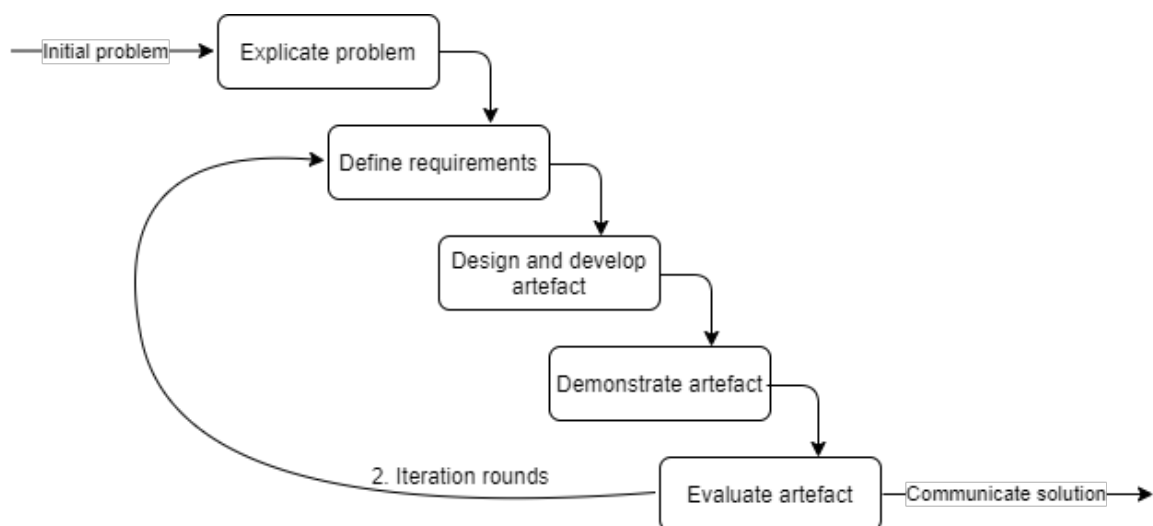 Initial problem
Explicate problem
Define requirements
Design and develop
artefact
Demonstrate artefact
2. Iteration rounds
Evaluate artefact
Communicate solution